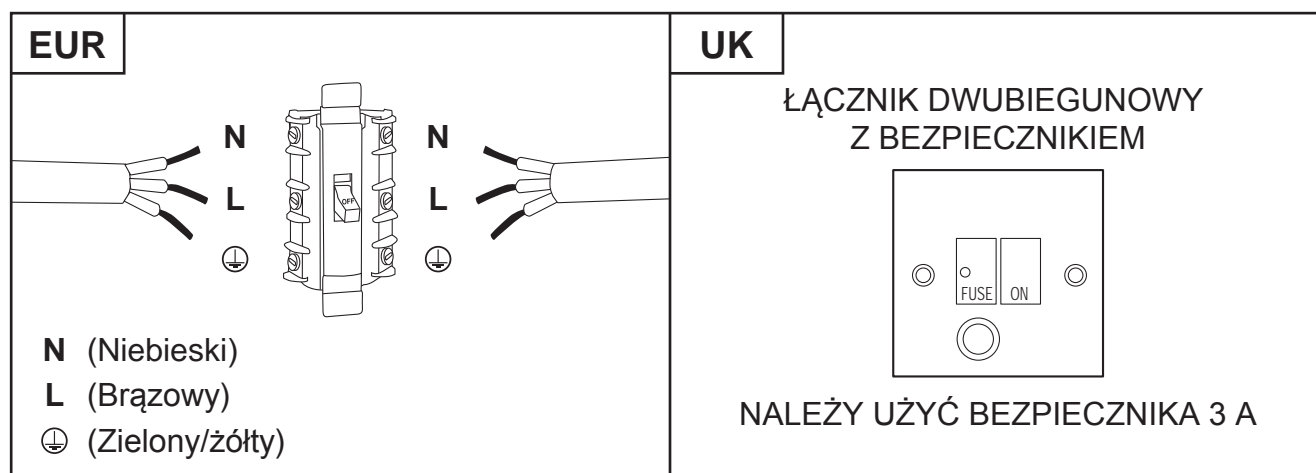 EUR
N
L
OFF
N
L
N (Niebieski)
L (Brązowy)
(Zielony/żółty)
UK
ŁĄCZNIK DWUBIEGUNOWY
Z BEZPIECZNIKIEM
FUSE ON
NALEŻY UŻYĆ BEZPIECZNIKA 3 A